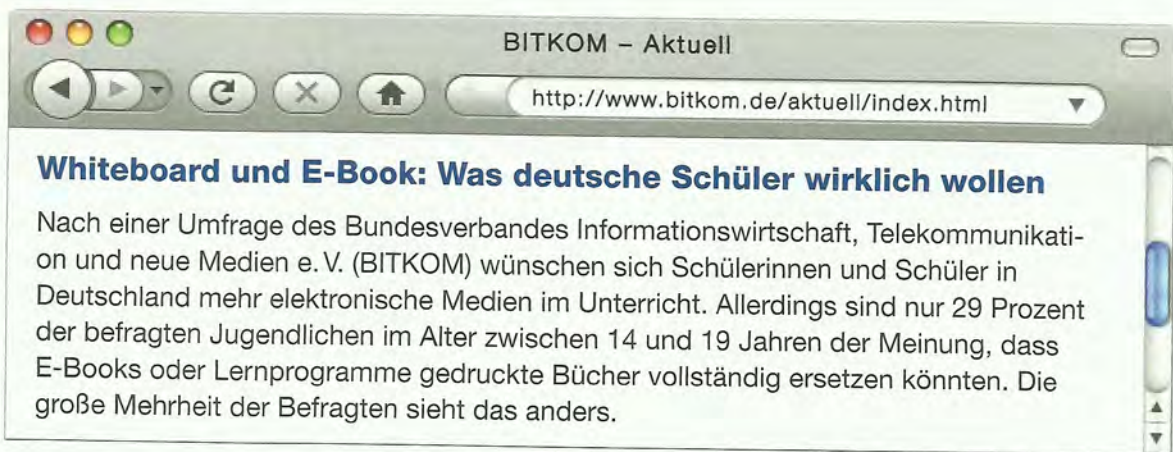 BITKOM – Aktuell
http://www.bitkom.de/aktuell/index.html
Whiteboard und E-Book: Was deutsche Schüler wirklich wollen
Nach einer Umfrage des Bundesverbandes Informationswirtschaft, Telekommunikati-
on und neue Medien e. V. (BITKOM) wünschen sich Schülerinnen und Schüler in
Deutschland mehr elektronische Medien im Unterricht. Allerdings sind nur 29 Prozent
der befragten Jugendlichen im Alter zwischen 14 und 19 Jahren der Meinung, dass
E-Books oder Lernprogramme gedruckte Bücher vollständig ersetzen könnten. Die
große Mehrheit der Befragten sieht das anders.